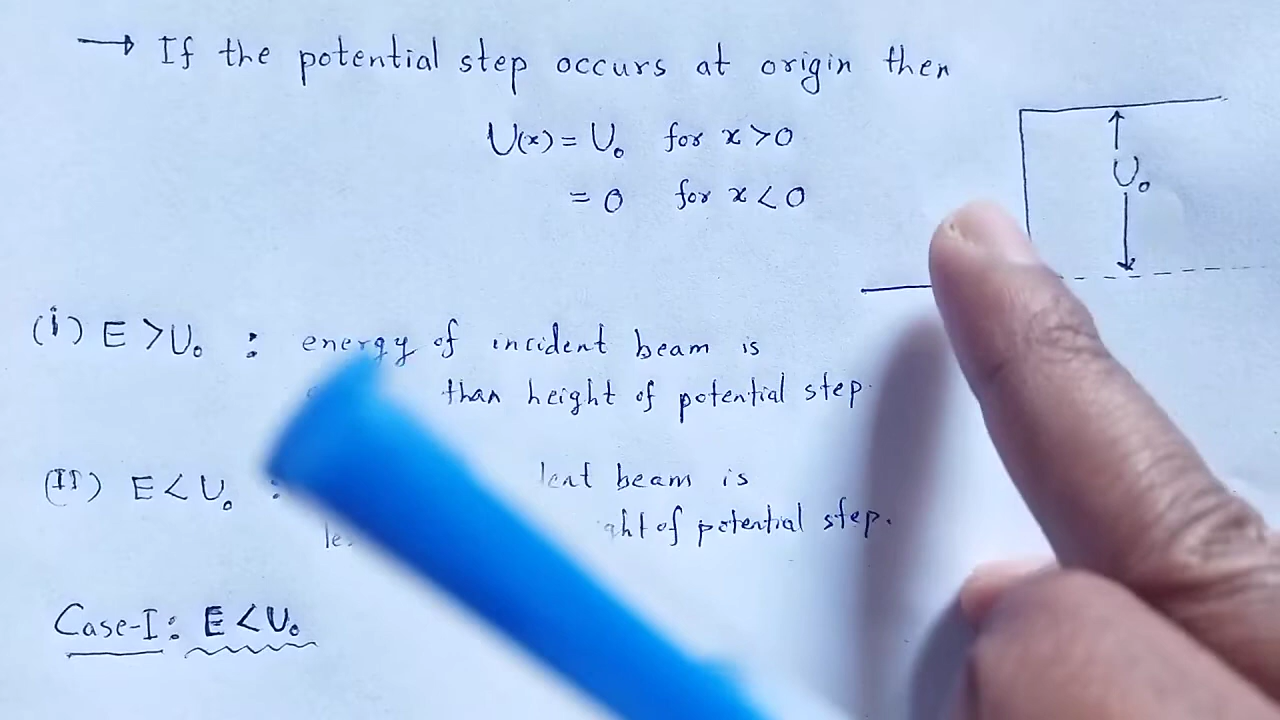 → If the potential step occurs at origin then
U(x) = U₀ for x > 0
= 0 for x < 0
U₀
(i) E > U₀ : energy of incident beam is
than height of potential step.
(II) E < U₀ : beam is
of potential step.
Case-I: E < U₀